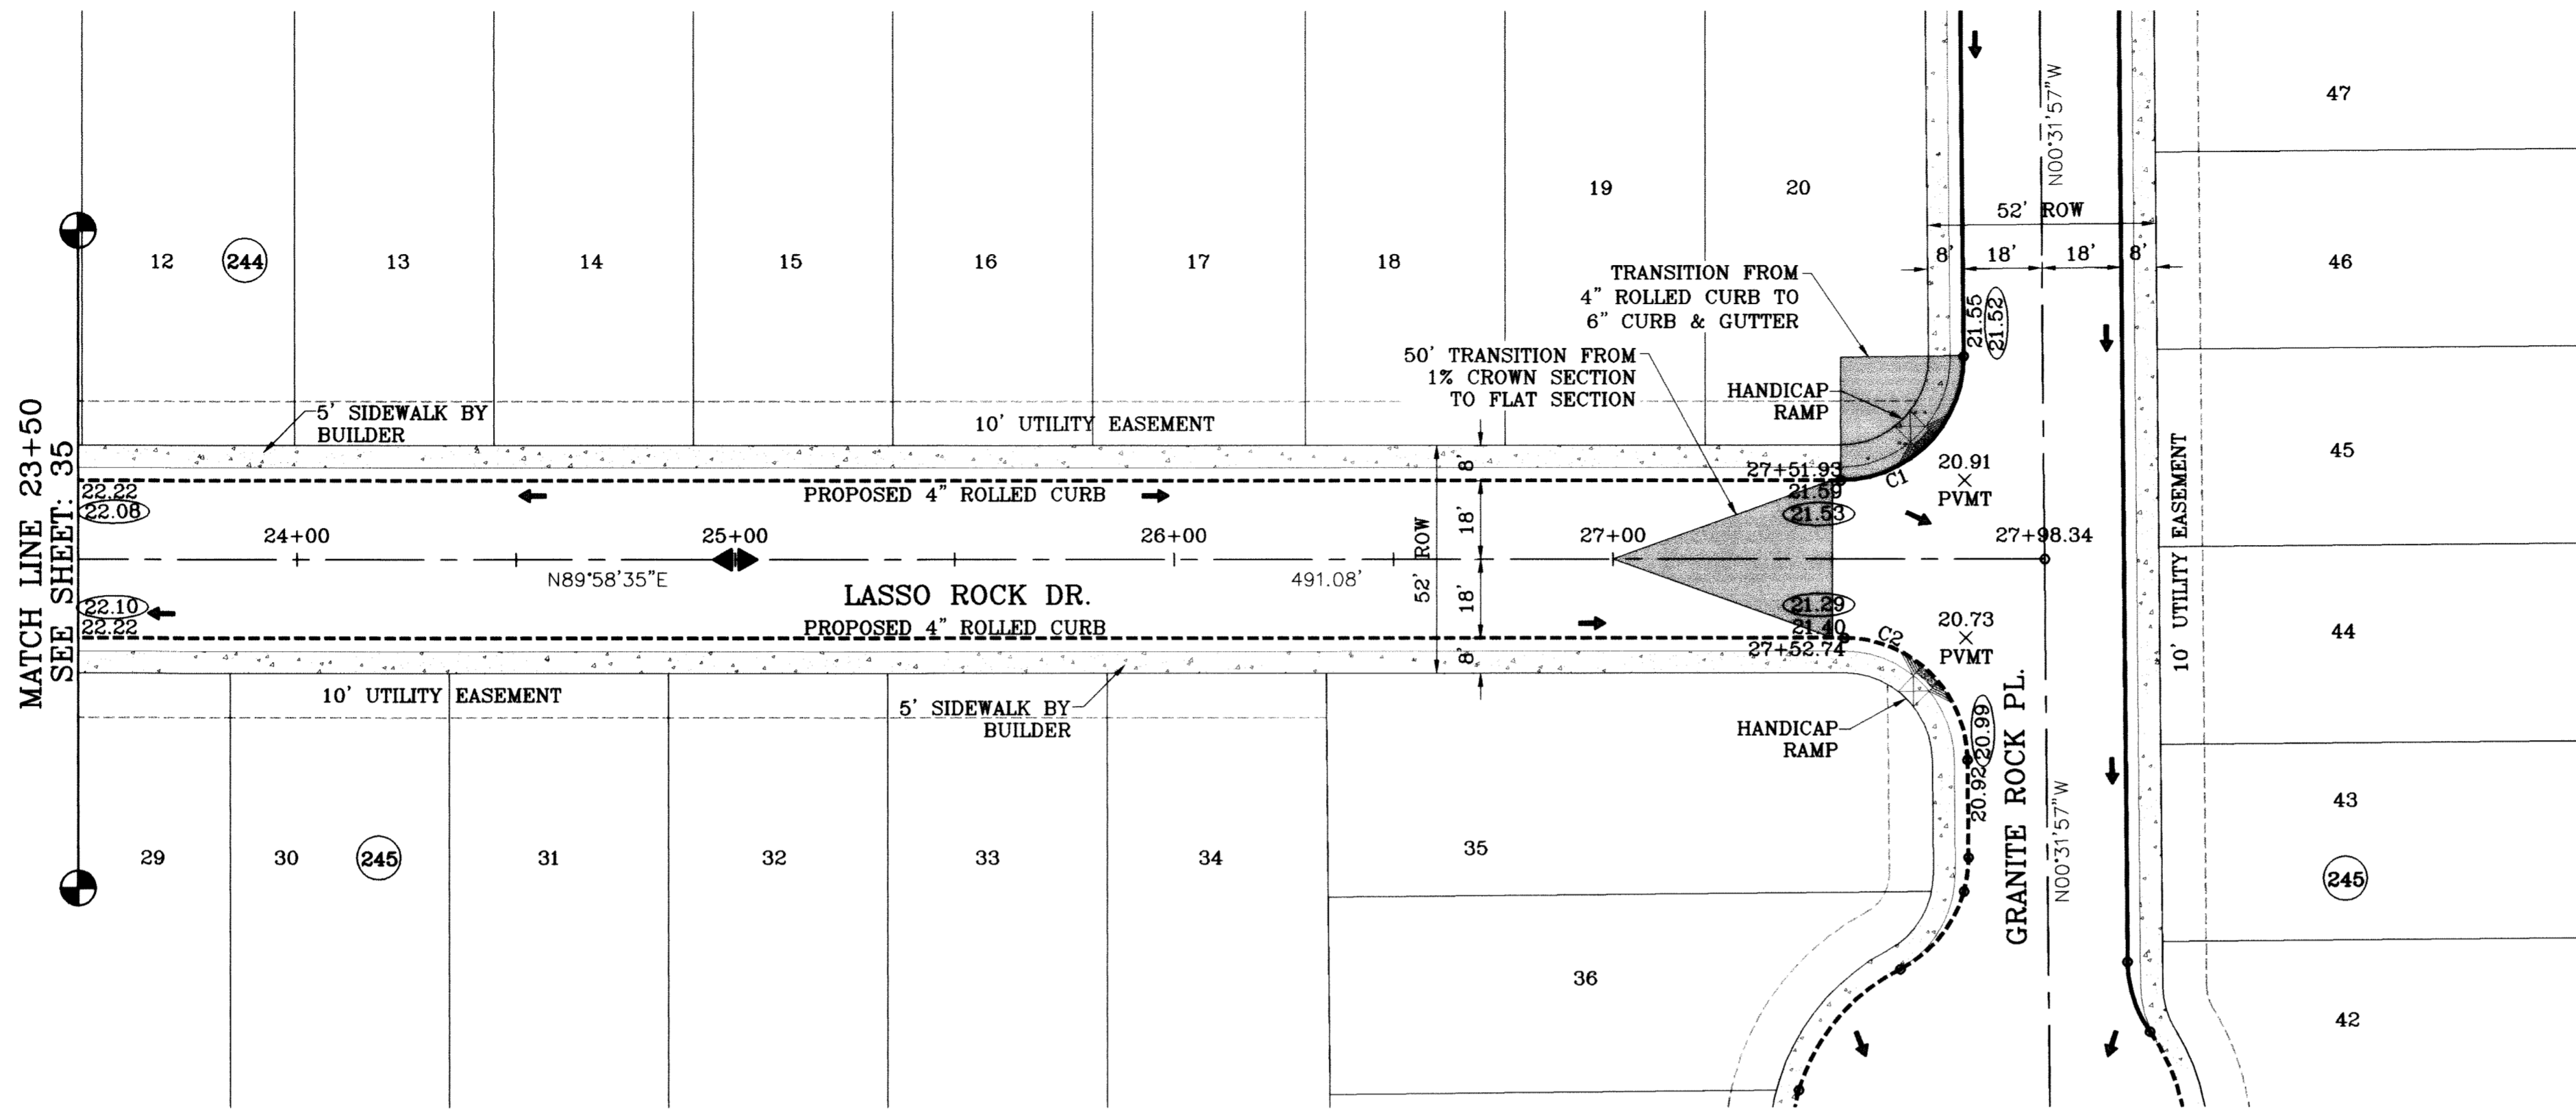 47
N00°31'57"W
19
20
52' ROW
12
244
13
14
15
16
17
18
8'
18'
18'
8'
46
TRANSITION FROM
4" ROLLED CURB TO
6" CURB & GUTTER
21.55
21.52
50' TRANSITION FROM
1% CROWN SECTION
TO FLAT SECTION
HANDICAP
RAMP
MATCH LINE 23+50
SEE SHEET: 35
5' SIDEWALK BY
BUILDER
10' UTILITY EASEMENT
10' UTILITY EASEMENT
45
8'
27+51.93
C1
20.91
PVMT
22.22
22.08
PROPOSED 4" ROLLED CURB
21.59
21.53
24+00
25+00
26+00
52' ROW
18'
27+00
27+98.34
N89°58'35"E
491.08'
LASSO ROCK DR.
22.10
22.22
PROPOSED 4" ROLLED CURB
18'
21.29
21.40
27+52.74
C2
20.73
PVMT
44
8'
10' UTILITY EASEMENT
5' SIDEWALK BY
BUILDER
HANDICAP
RAMP
20.99
20.92
GRANITE ROCK PL.
N00°31'57"W
43
29
30
245
31
32
33
34
35
245
36
42